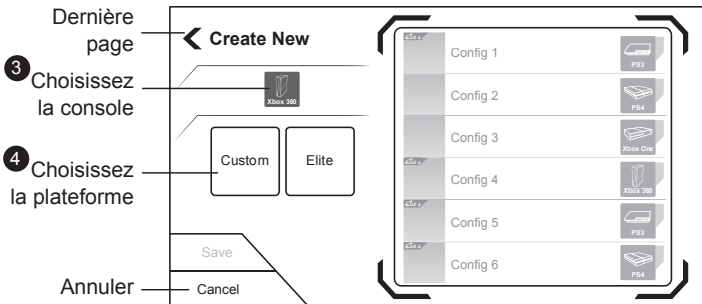 Dernière
page
Create New
3
Choisissez
la console
Xbox 360
4
Choisissez
la plateforme
Custom
Elite
Save
Annuler
Cancel
Config 1
PS3
Config 2
PS4
Config 3
Xbox One
Config 4
Xbox 360
Config 5
PS3
Config 6
PS4